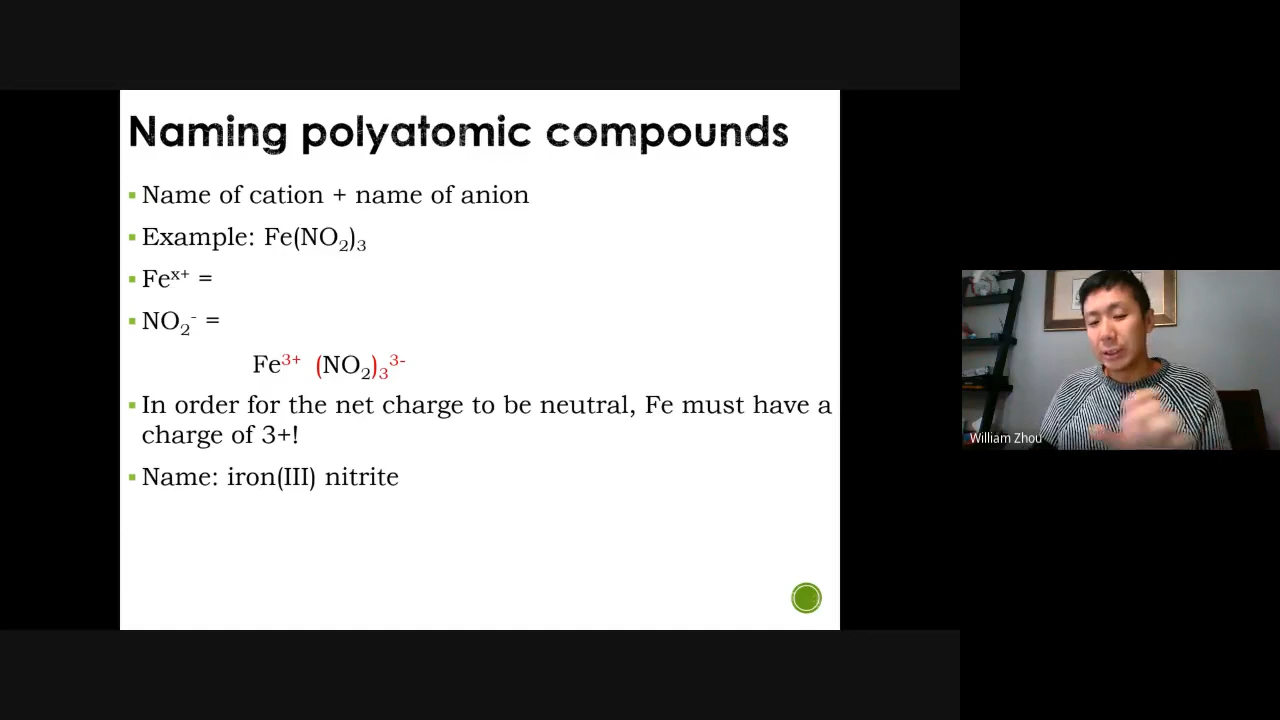 Naming polyatomic compounds
▪ Name of cation + name of anion
▪ Example: Fe(NO₂)₃
▪ Feˣ⁺ =
▪ NO₂⁻ =
Fe³⁺ (NO₂)₃³⁻
▪ In order for the net charge to be neutral, Fe must have a
charge of 3+!
▪ Name: iron(III) nitrite
William Zhou